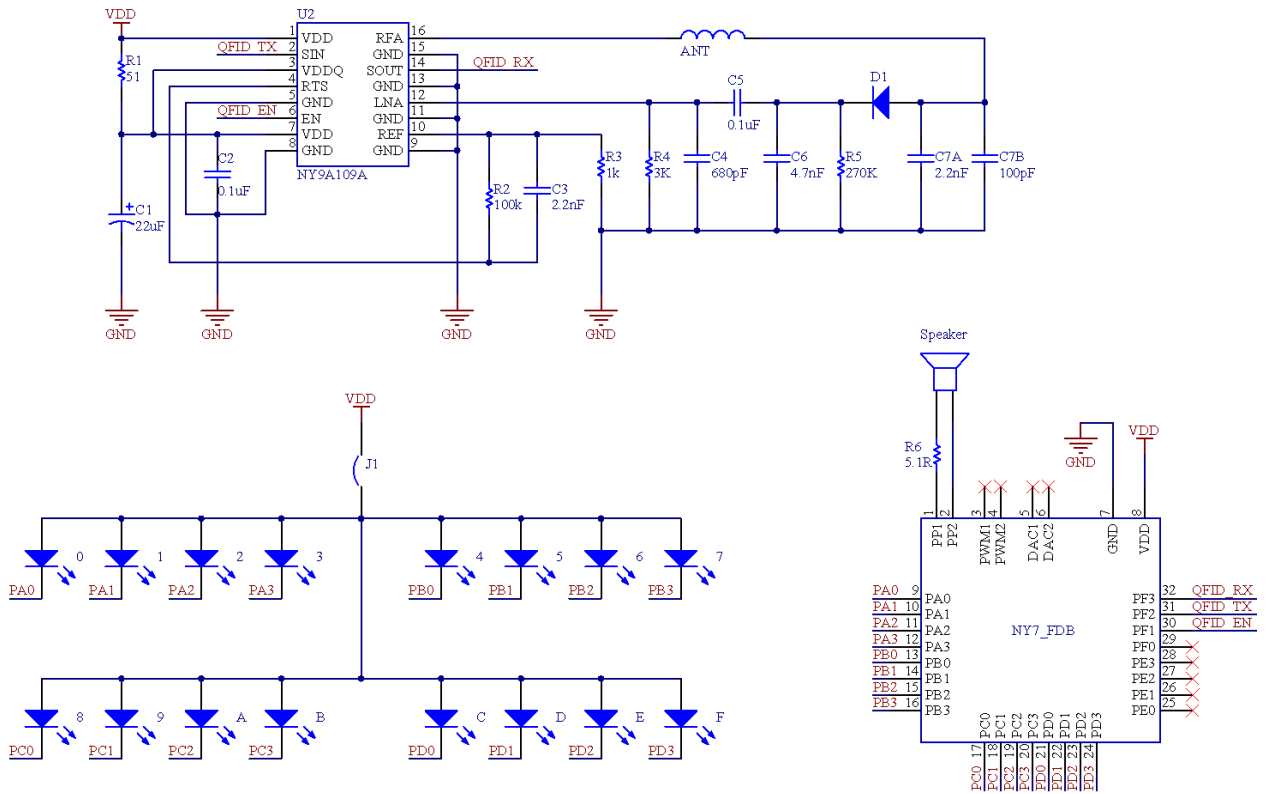 VDD
U2
1 VDD RFA 16
QFID_TX 2 SIN GND 15
3 VDDQ SOUT 14 QFID_RX
4 RTS GND 13
5 GND LNA 12
QFID_EN 6 EN GND 11
7 VDD REF 10
8 GND GND 9
NY9A109A
R1
51
C1
22uF
C2
0.1uF
R2
100k
C3
2.2nF
R3
1k
R4
3K
C4
680pF
C5
0.1uF
C6
4.7nF
R5
270K
D1
C7A
2.2nF
C7B
100pF
ANT
GND
GND
GND
GND
VDD
J1
0 1 2 3 4 5 6 7
PA0 PA1 PA2 PA3 PB0 PB1 PB2 PB3
8 9 A B C D E F
PC0 PC1 PC2 PC3 PD0 PD1 PD2 PD3
Speaker
R6
5.1R
GND
VDD
1 2 3 4 5 6 7 8
PP1 PP2 PWM1 PWM2 DAC1 DAC2 GND VDD
NY7_FDB
PA0 9 PA0
PA1 10 PA1
PA2 11 PA2
PA3 12 PA3
PB0 13 PB0
PB1 14 PB1
PB2 15 PB2
PB3 16 PB3
PF3 32 QFID_RX
PF2 31 QFID_TX
PF1 30 QFID_EN
PF0 29
PE3 28
PE2 27
PE1 26
PE0 25
PC0 PC1 PC2 PC3 PD0 PD1 PD2 PD3
17 18 19 20 21 22 23 24
PC0 PC1 PC2 PC3 PD0 PD1 PD2 PD3